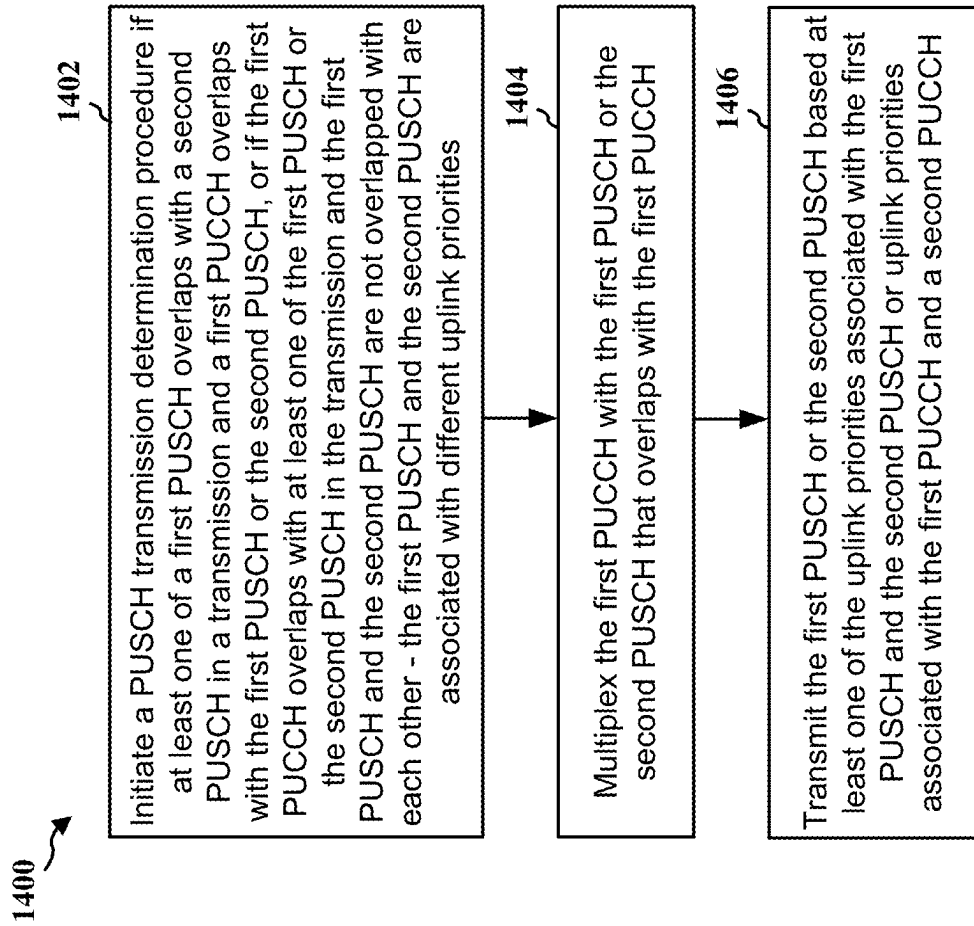 1400
1402
Initiate a PUSCH transmission determination procedure if
at least one of a first PUSCH overlaps with a second
PUSCH in a transmission and a first PUCCH overlaps
with the first PUSCH or the second PUSCH, or if the first
PUCCH overlaps with at least one of the first PUSCH or
the second PUSCH in the transmission and the first
PUSCH and the second PUSCH are not overlapped with
each other - the first PUSCH and the second PUSCH are
associated with different uplink priorities
1404
Multiplex the first PUCCH with the first PUSCH or the
second PUSCH that overlaps with the first PUCCH
1406
Transmit the first PUSCH or the second PUSCH based at
least one of the uplink priorities associated with the first
PUSCH and the second PUSCH or uplink priorities
associated with the first PUCCH and a second PUCCH